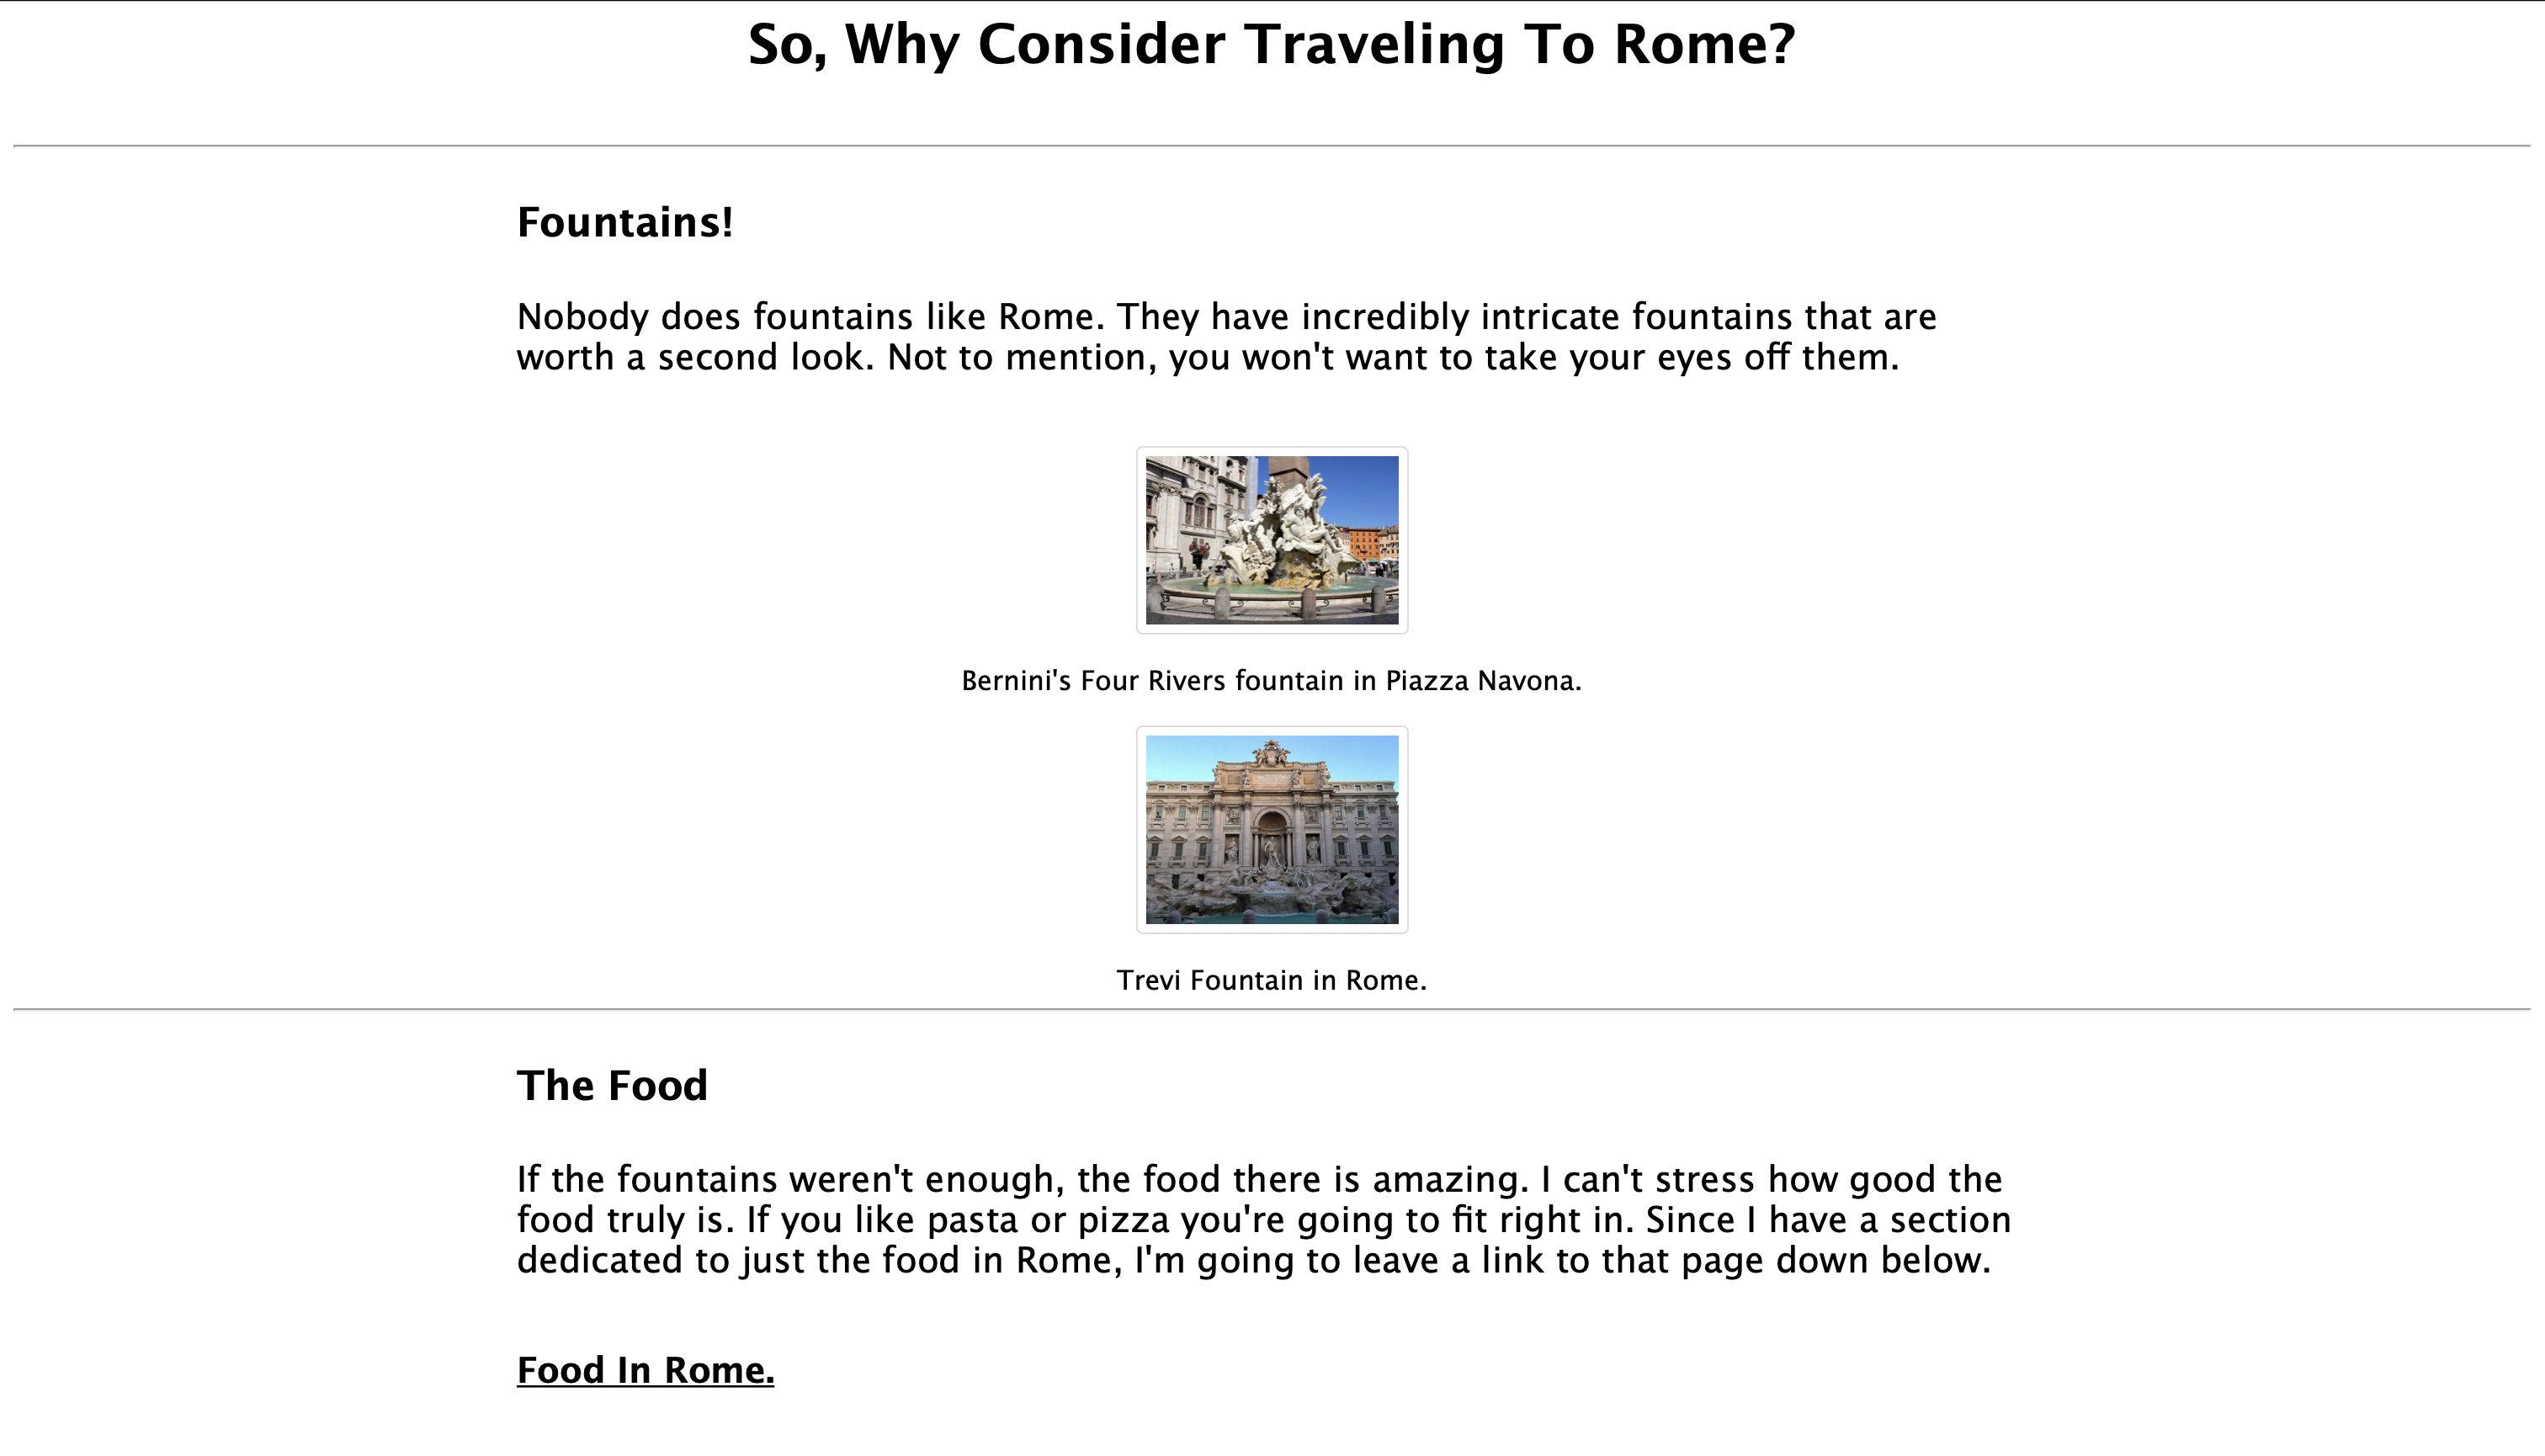 So, Why Consider Traveling To Rome?
Fountains!
Nobody does fountains like Rome. They have incredibly intricate fountains that are
worth a second look. Not to mention, you won't want to take your eyes off them.
Bernini's Four Rivers fountain in Piazza Navona.
Trevi Fountain in Rome.
The Food
If the fountains weren't enough, the food there is amazing. I can't stress how good the
food truly is. If you like pasta or pizza you're going to fit right in. Since I have a section
dedicated to just the food in Rome, I'm going to leave a link to that page down below.
Food In Rome.